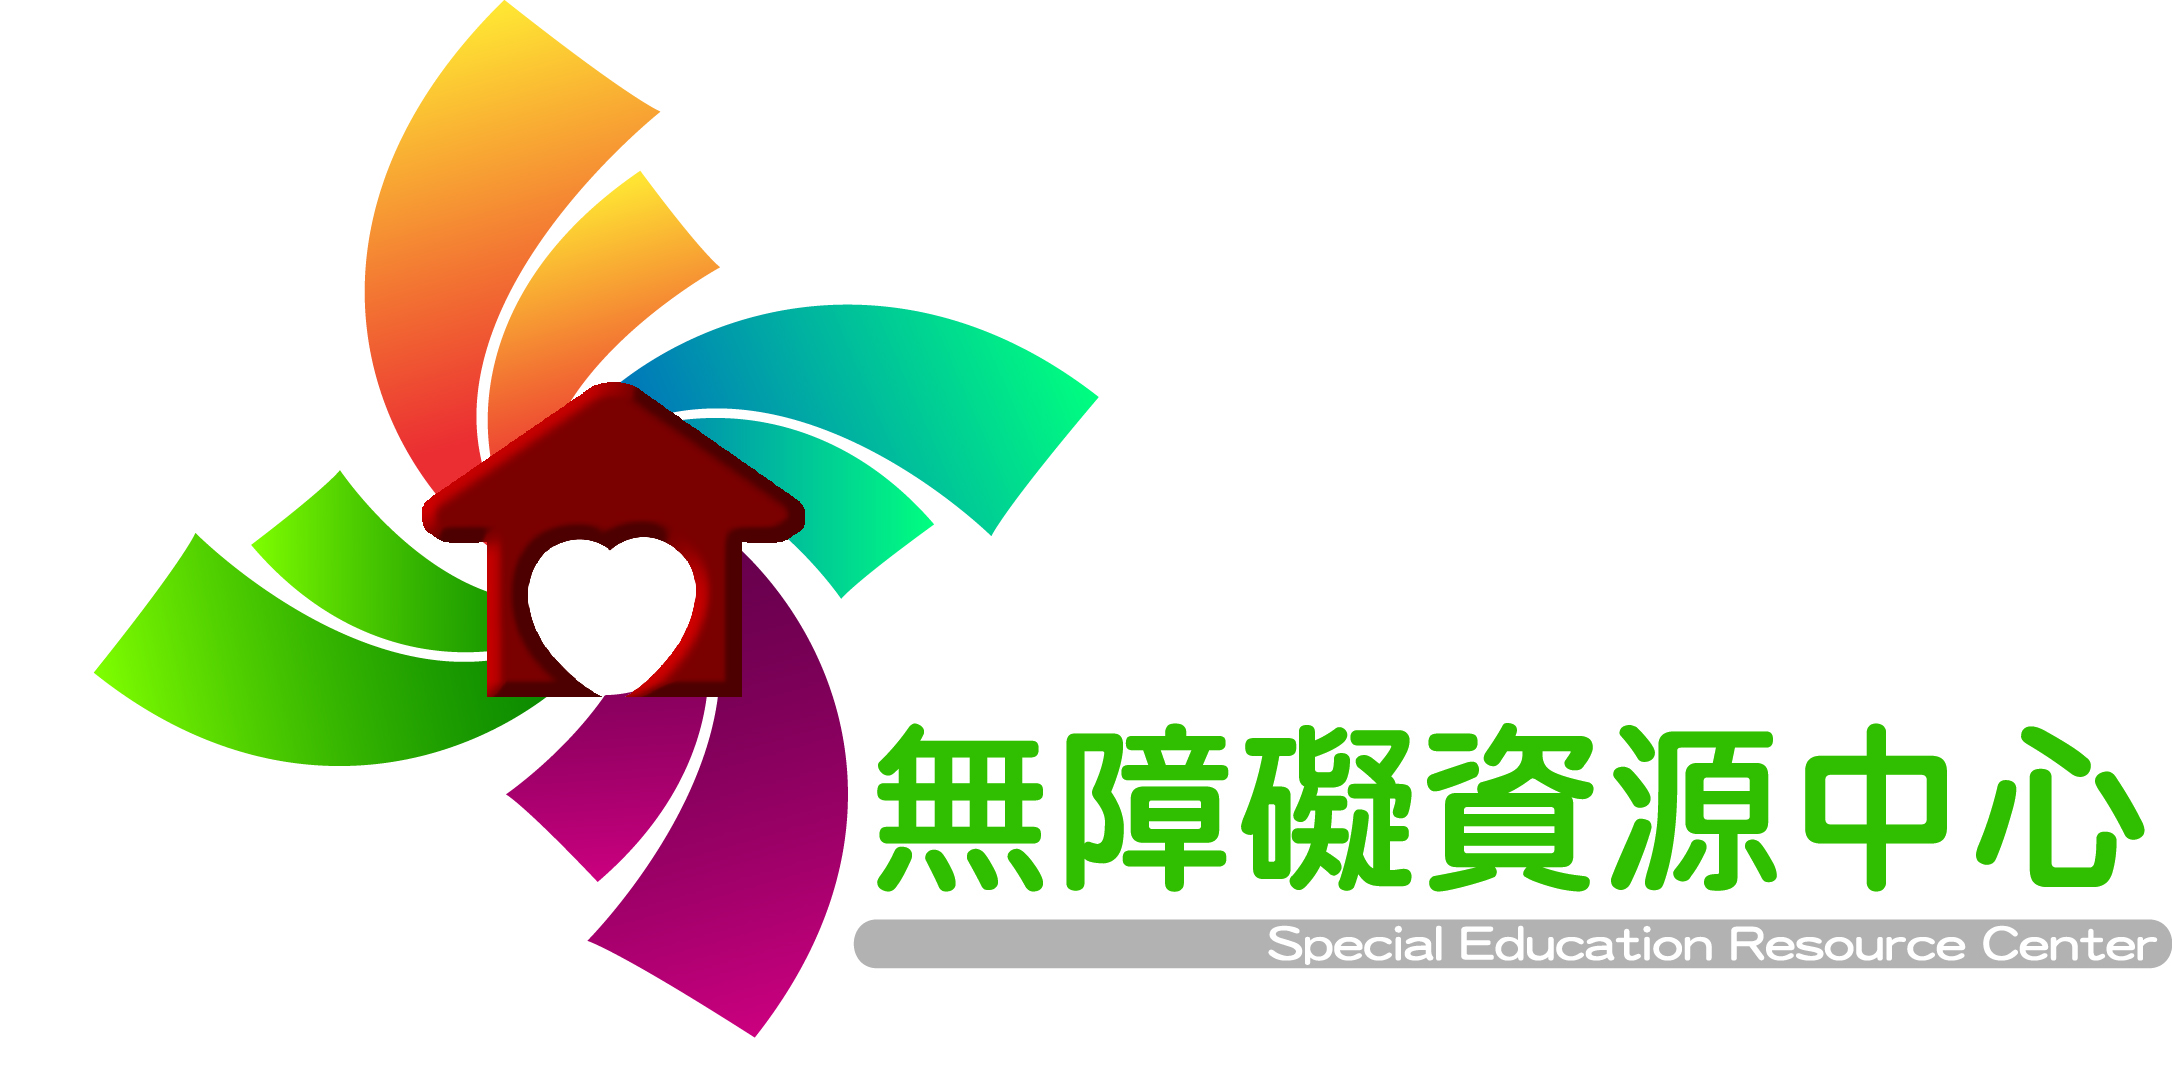 無障礙資源中心
Special Education Resource Center